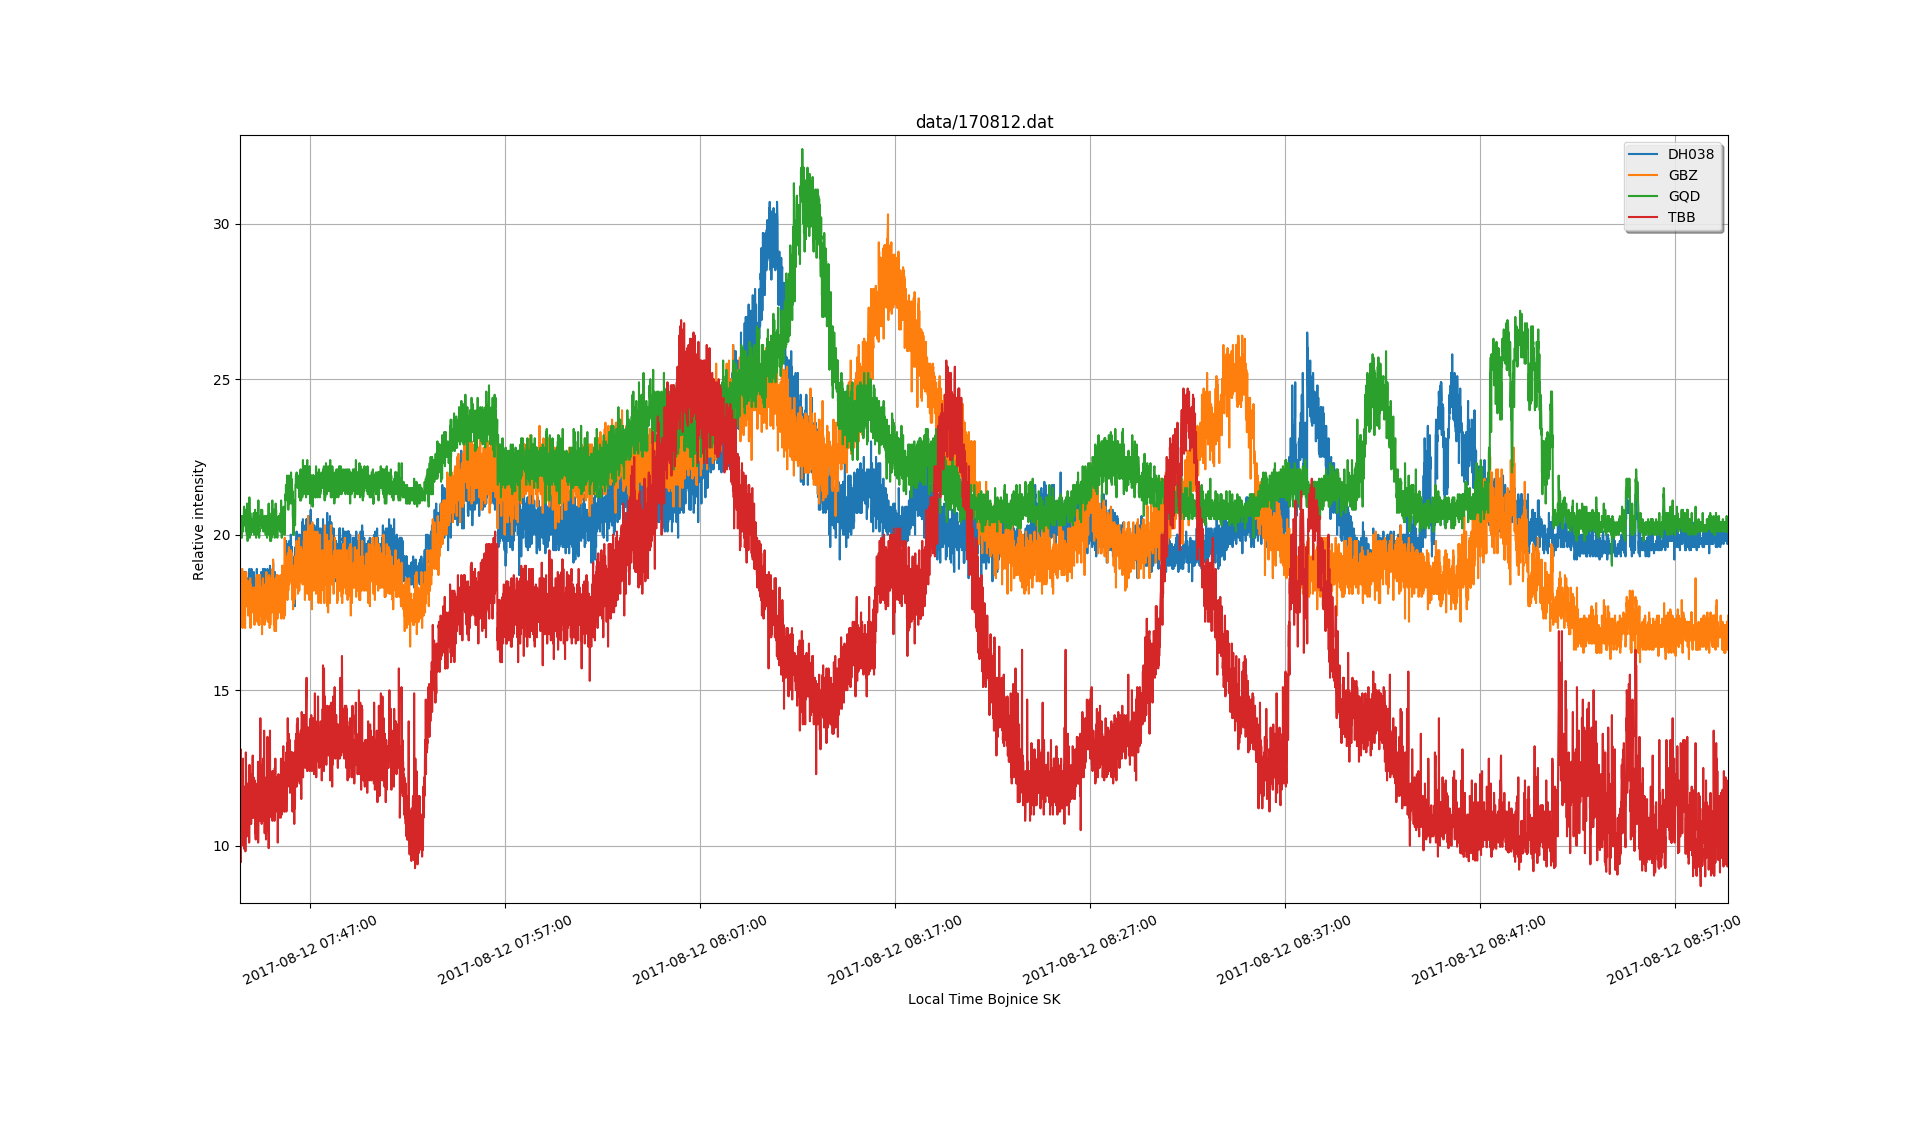 data/170812.dat
DH038
GBZ
GQD
TBB
Relative intensity
30
25
20
15
10
2017-08-12 07:47:00
2017-08-12 07:57:00
2017-08-12 08:07:00
2017-08-12 08:17:00
2017-08-12 08:27:00
2017-08-12 08:37:00
2017-08-12 08:47:00
2017-08-12 08:57:00
Local Time Bojnice SK